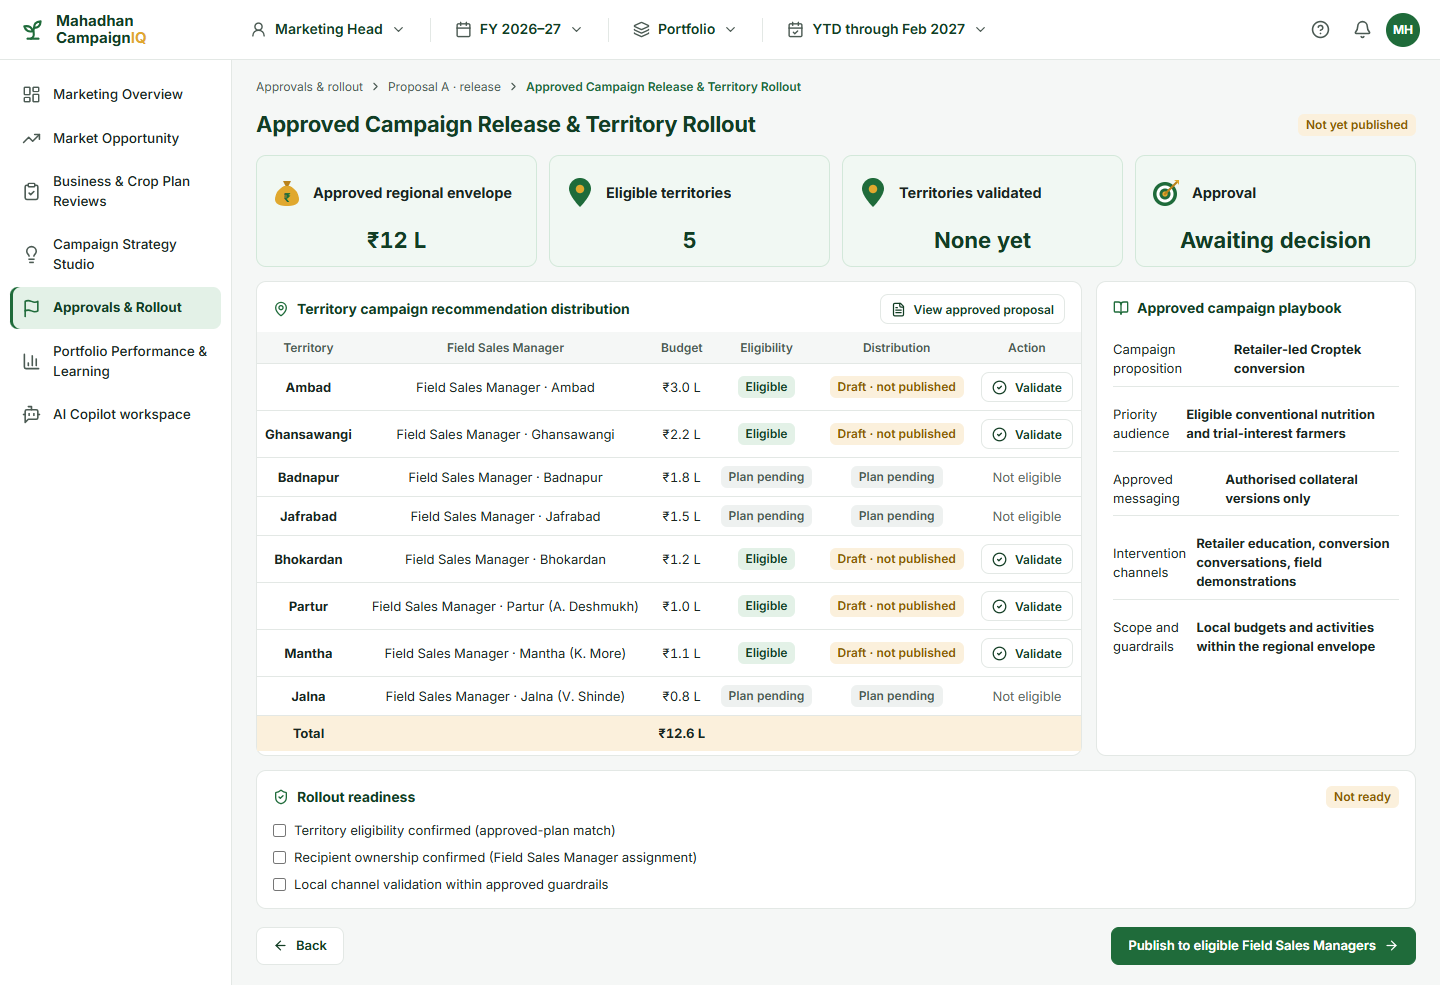 Mahadhan
CampaignIQ
Marketing Head
FY 2026–27
Portfolio
YTD through Feb 2027
MH
Marketing Overview
Market Opportunity
Business & Crop Plan
Reviews
Campaign Strategy
Studio
Approvals & Rollout
Portfolio Performance &
Learning
AI Copilot workspace
Approvals & rollout > Proposal A · release > Approved Campaign Release & Territory Rollout
Approved Campaign Release & Territory Rollout
Not yet published
Approved regional envelope
₹12 L
Eligible territories
5
Territories validated
None yet
Approval
Awaiting decision
Territory campaign recommendation distribution
View approved proposal
Territory Field Sales Manager Budget Eligibility Distribution Action
Ambad Field Sales Manager · Ambad ₹3.0 L Eligible Draft · not published Validate
Ghansawangi Field Sales Manager · Ghansawangi ₹2.2 L Eligible Draft · not published Validate
Badnapur Field Sales Manager · Badnapur ₹1.8 L Plan pending Plan pending Not eligible
Jafrabad Field Sales Manager · Jafrabad ₹1.5 L Plan pending Plan pending Not eligible
Bhokardan Field Sales Manager · Bhokardan ₹1.2 L Eligible Draft · not published Validate
Partur Field Sales Manager · Partur (A. Deshmukh) ₹1.0 L Eligible Draft · not published Validate
Mantha Field Sales Manager · Mantha (K. More) ₹1.1 L Eligible Draft · not published Validate
Jalna Field Sales Manager · Jalna (V. Shinde) ₹0.8 L Plan pending Plan pending Not eligible
Total ₹12.6 L
Approved campaign playbook
Campaign proposition
Retailer-led Croptek
conversion
Priority audience
Eligible conventional nutrition
and trial-interest farmers
Approved messaging
Authorised collateral
versions only
Intervention channels
Retailer education, conversion
conversations, field
demonstrations
Scope and guardrails
Local budgets and activities
within the regional envelope
Rollout readiness
Not ready
Territory eligibility confirmed (approved-plan match)
Recipient ownership confirmed (Field Sales Manager assignment)
Local channel validation within approved guardrails
Back
Publish to eligible Field Sales Managers